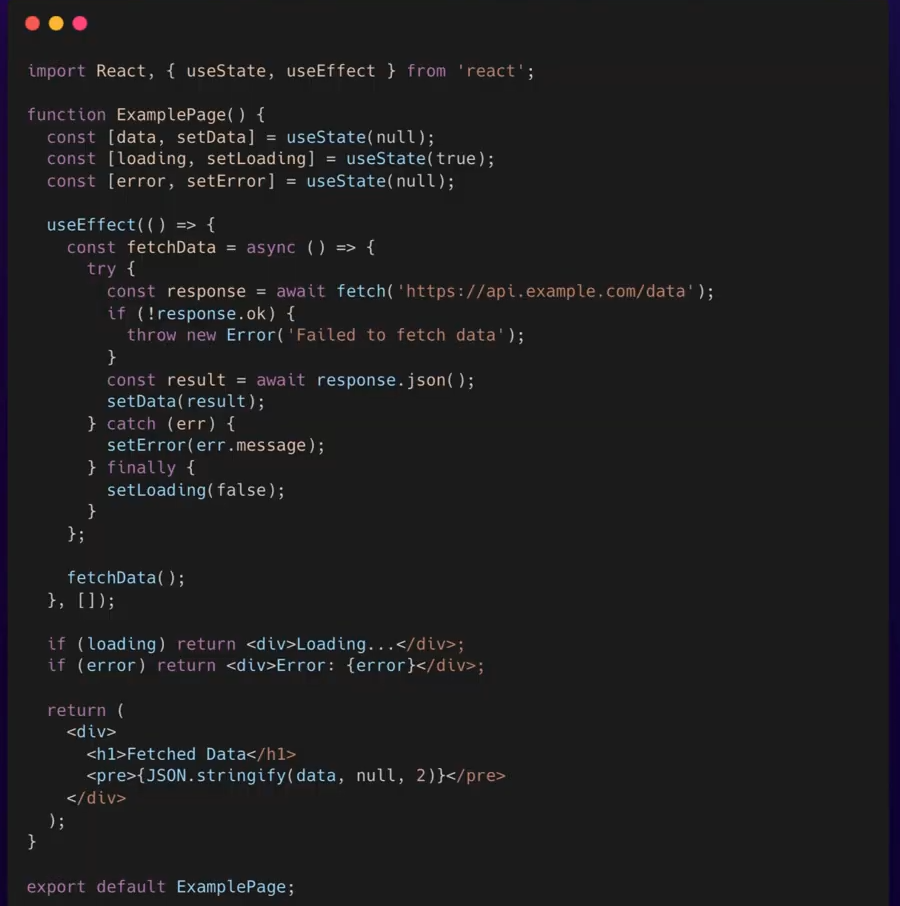 import React, { useState, useEffect } from 'react';

function ExamplePage() {
  const [data, setData] = useState(null);
  const [loading, setLoading] = useState(true);
  const [error, setError] = useState(null);

  useEffect(() => {
    const fetchData = async () => {
      try {
        const response = await fetch('https://api.example.com/data');
        if (!response.ok) {
          throw new Error('Failed to fetch data');
        }
        const result = await response.json();
        setData(result);
      } catch (err) {
        setError(err.message);
      } finally {
        setLoading(false);
      }
    };

    fetchData();
  }, []);

  if (loading) return <div>Loading...</div>;
  if (error) return <div>Error: {error}</div>;

  return (
    <div>
      <h1>Fetched Data</h1>
      <pre>{JSON.stringify(data, null, 2)}</pre>
    </div>
  );
}

export default ExamplePage;